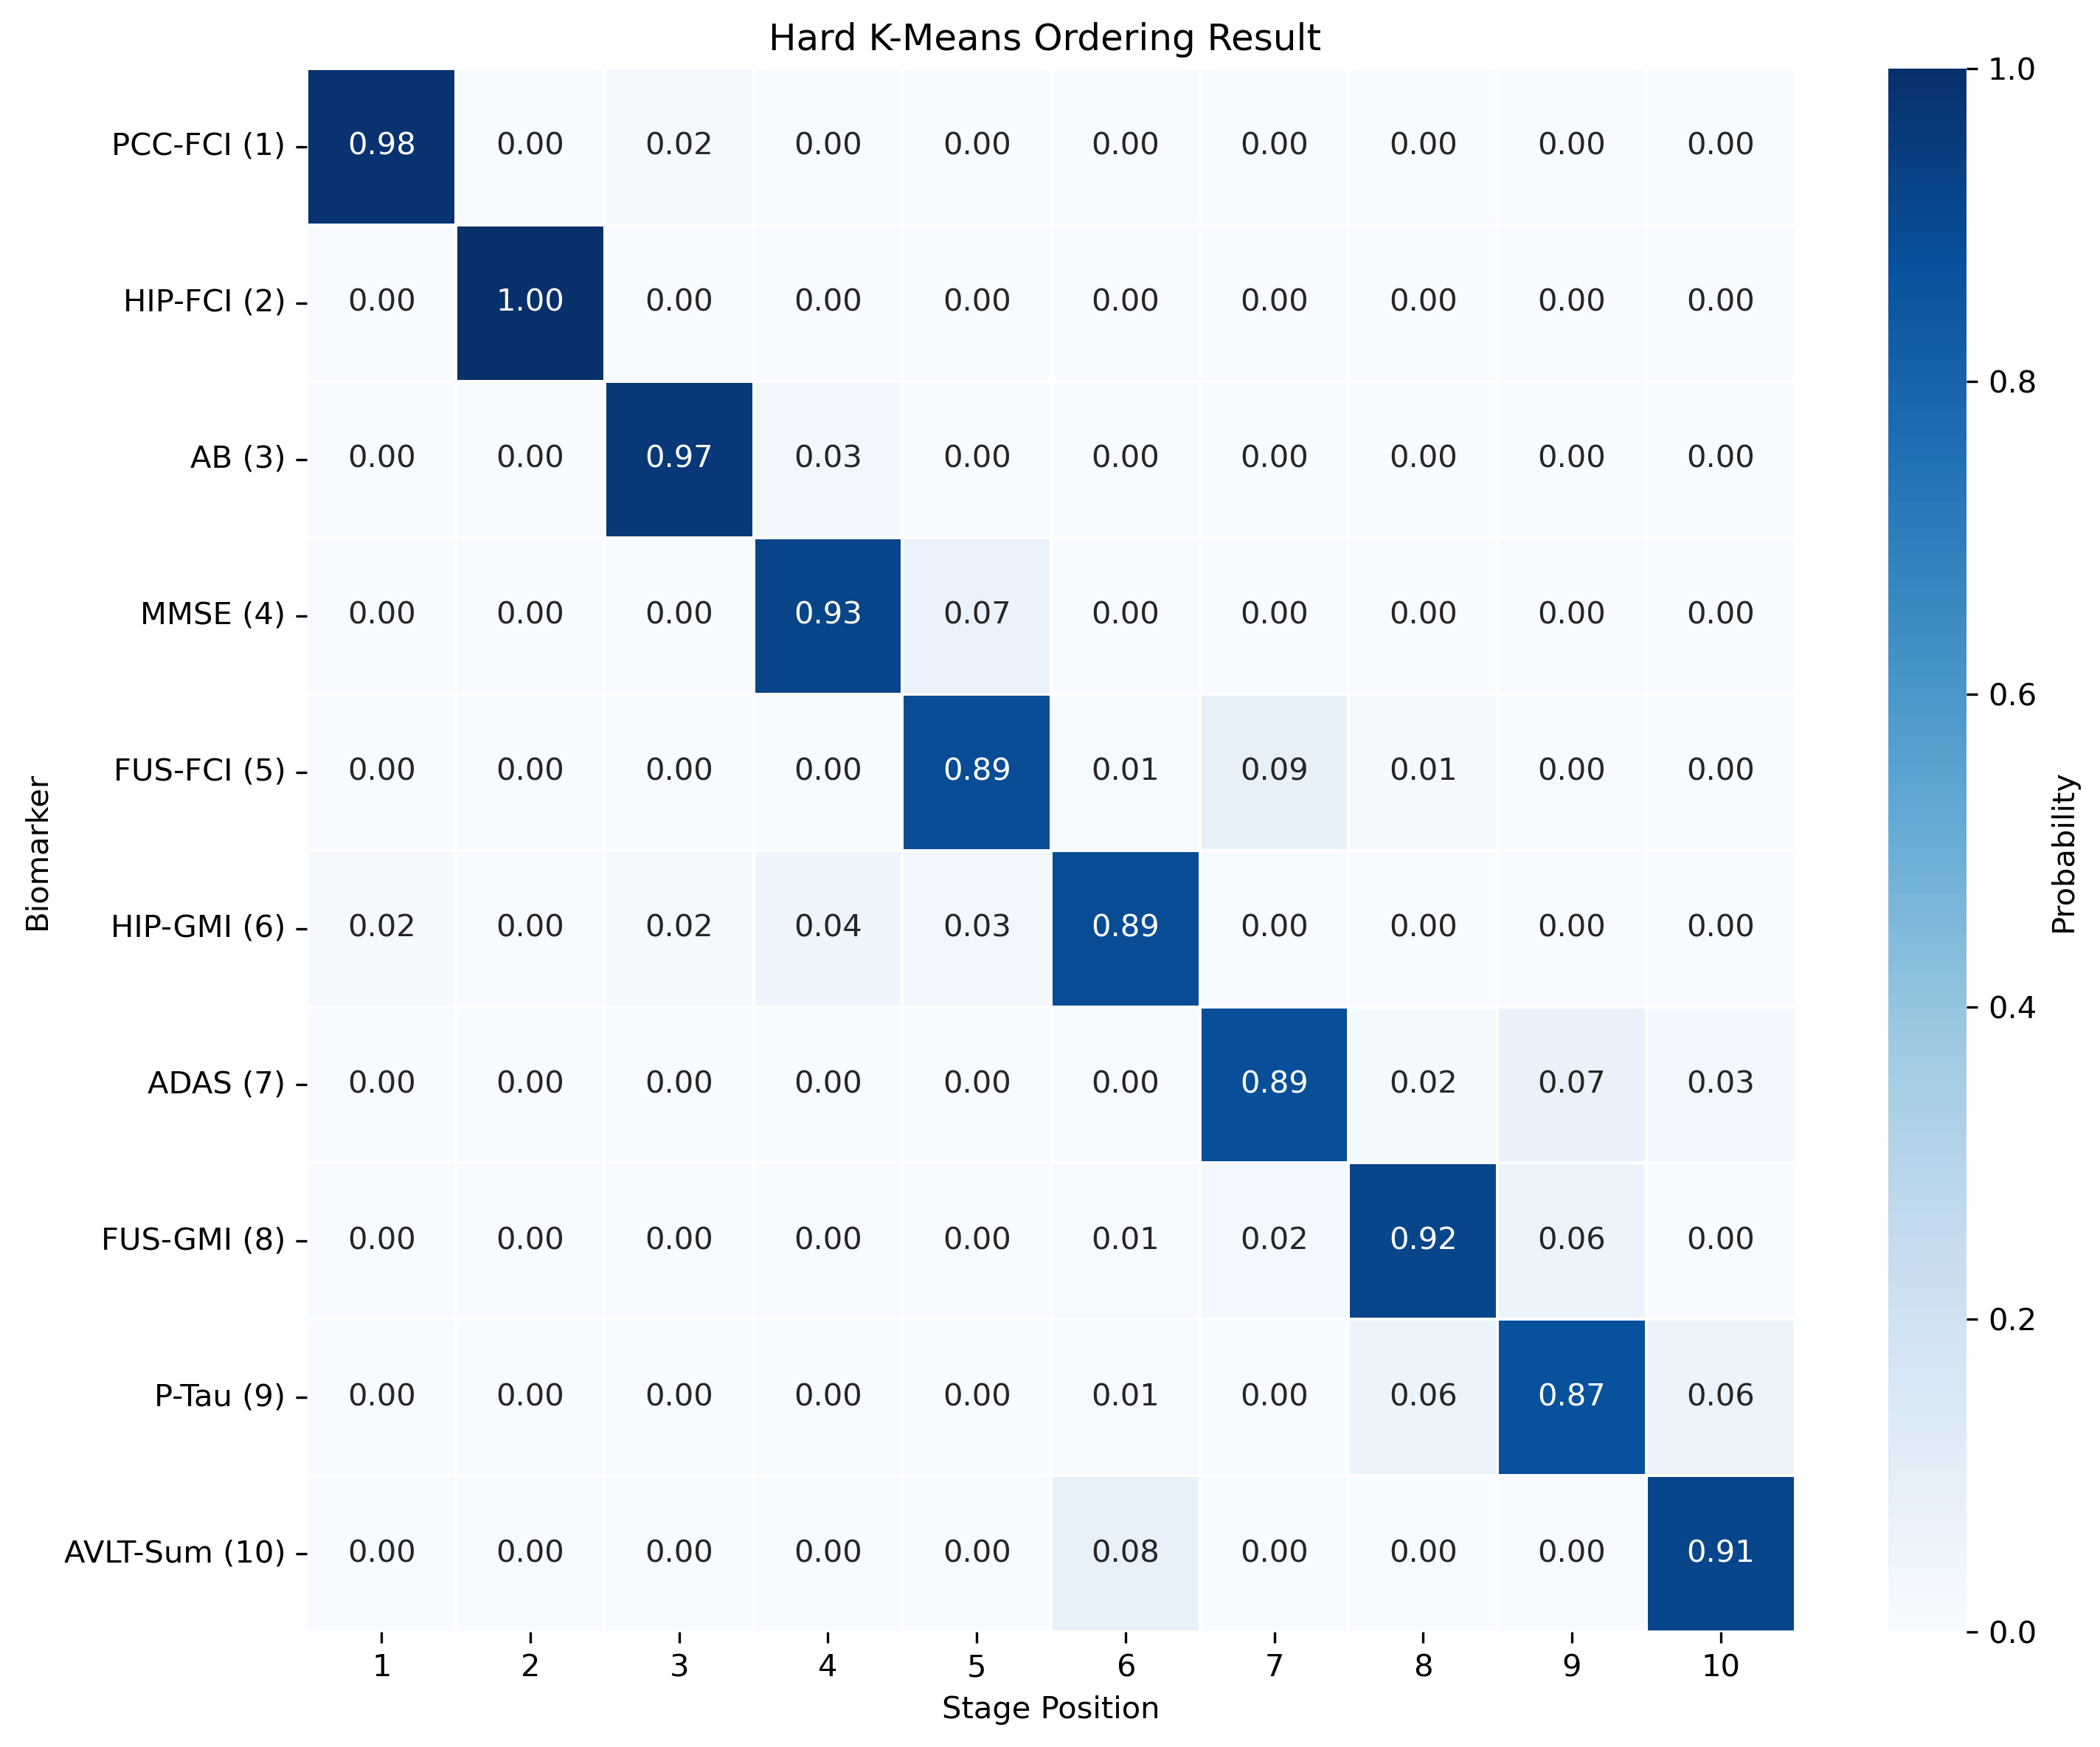 Hard K-Means Ordering Result
PCC-FCI (1) 0.98 0.00 0.02 0.00 0.00 0.00 0.00 0.00 0.00 0.00
HIP-FCI (2) 0.00 1.00 0.00 0.00 0.00 0.00 0.00 0.00 0.00 0.00
AB (3) 0.00 0.00 0.97 0.03 0.00 0.00 0.00 0.00 0.00 0.00
MMSE (4) 0.00 0.00 0.00 0.93 0.07 0.00 0.00 0.00 0.00 0.00
FUS-FCI (5) 0.00 0.00 0.00 0.00 0.89 0.01 0.09 0.01 0.00 0.00
HIP-GMI (6) 0.02 0.00 0.02 0.04 0.03 0.89 0.00 0.00 0.00 0.00
ADAS (7) 0.00 0.00 0.00 0.00 0.00 0.00 0.89 0.02 0.07 0.03
FUS-GMI (8) 0.00 0.00 0.00 0.00 0.00 0.01 0.02 0.92 0.06 0.00
P-Tau (9) 0.00 0.00 0.00 0.00 0.00 0.01 0.00 0.06 0.87 0.06
AVLT-Sum (10) 0.00 0.00 0.00 0.00 0.00 0.08 0.00 0.00 0.00 0.91
1 2 3 4 5 6 7 8 9 10
Stage Position
Biomarker
1.0
0.8
0.6
0.4
0.2
0.0
Probability